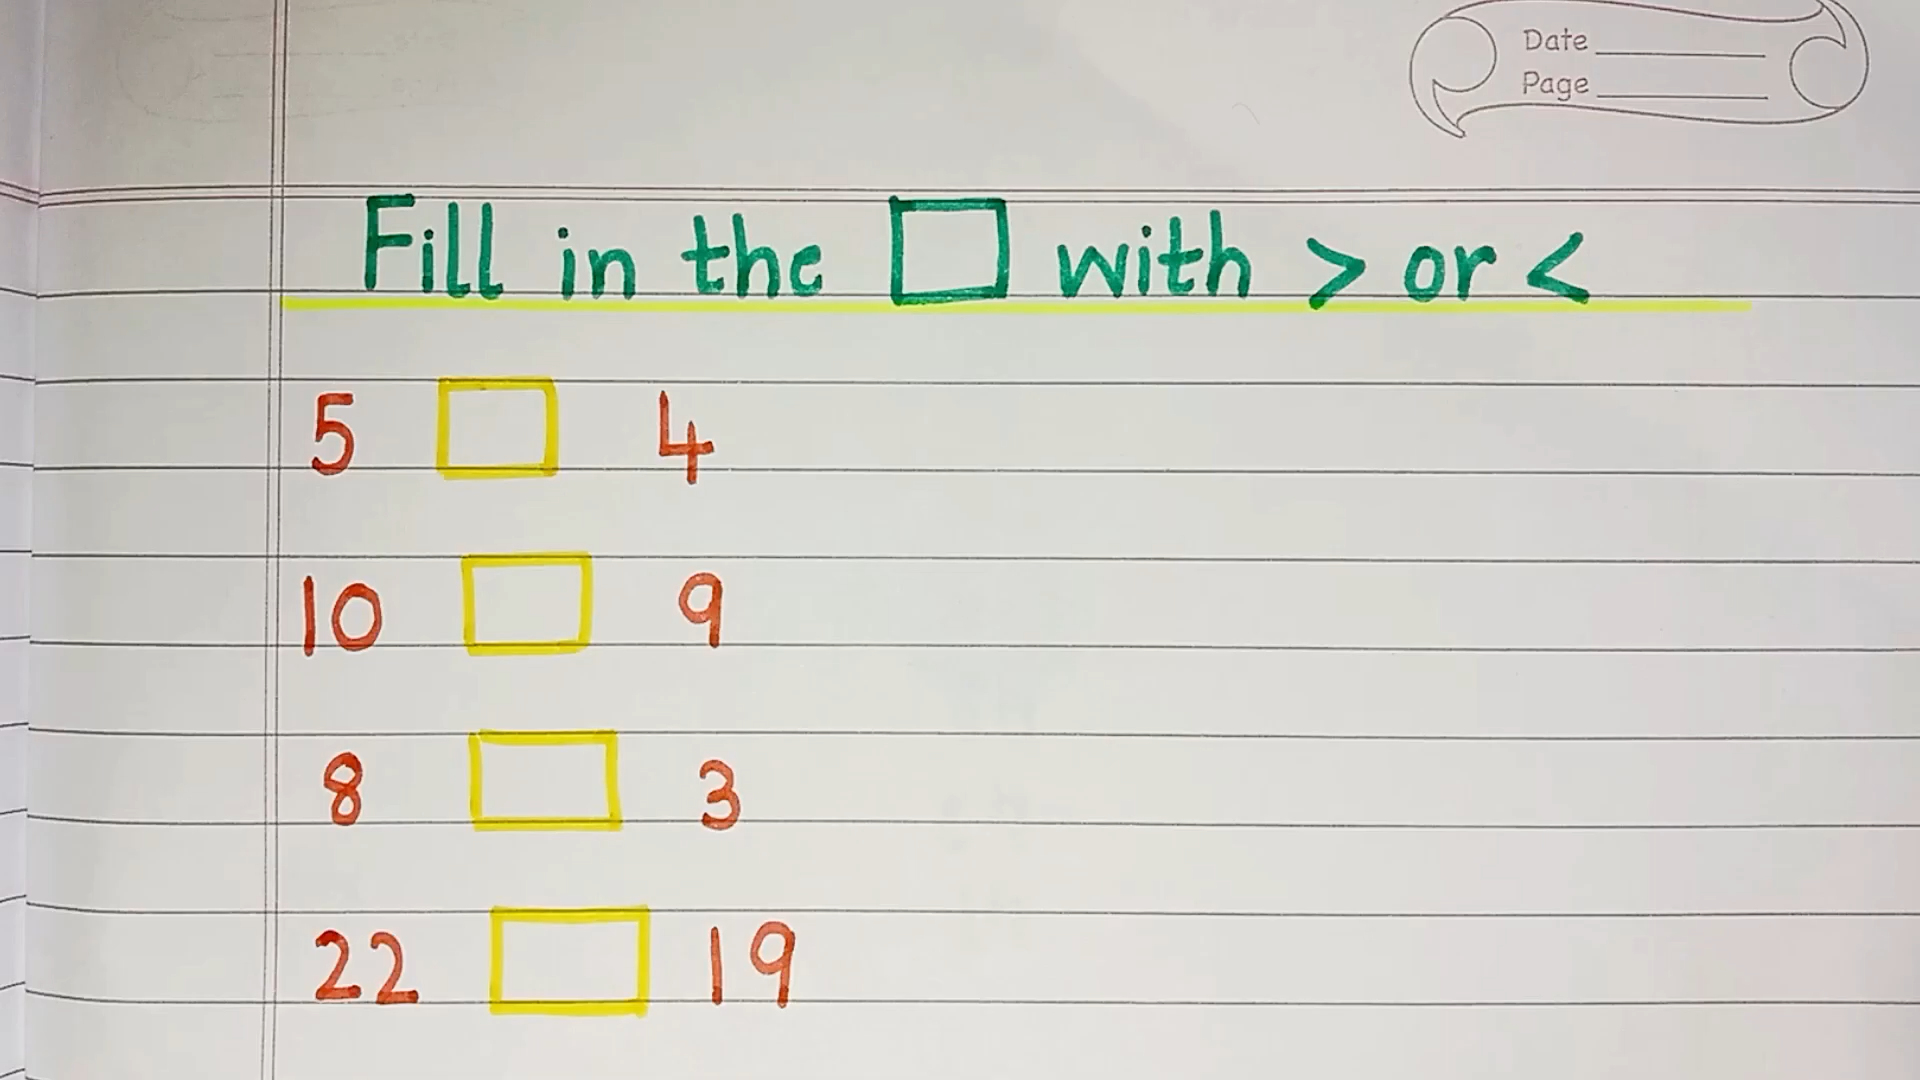 Date
Page
Fill in the □ with > or <
5 □ 4
10 □ 9
8 □ 3
22 □ 19